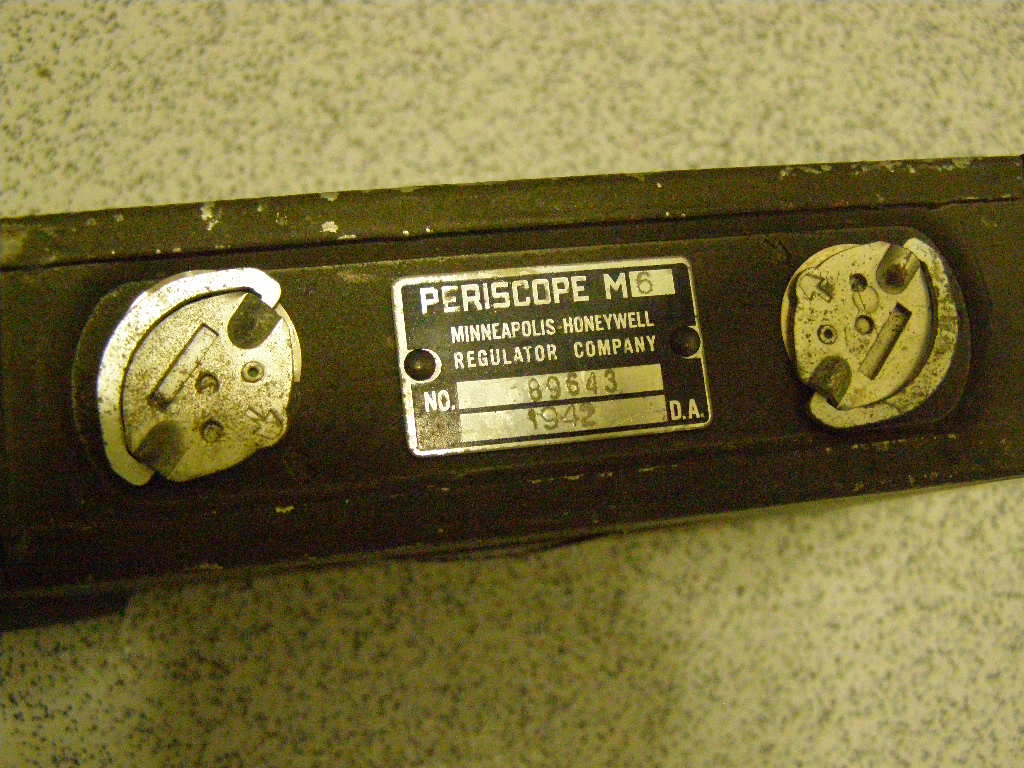 PERISCOPE M6
MINNEAPOLIS-HONEYWELL
REGULATOR COMPANY
NO. 89643
1942 D.A.